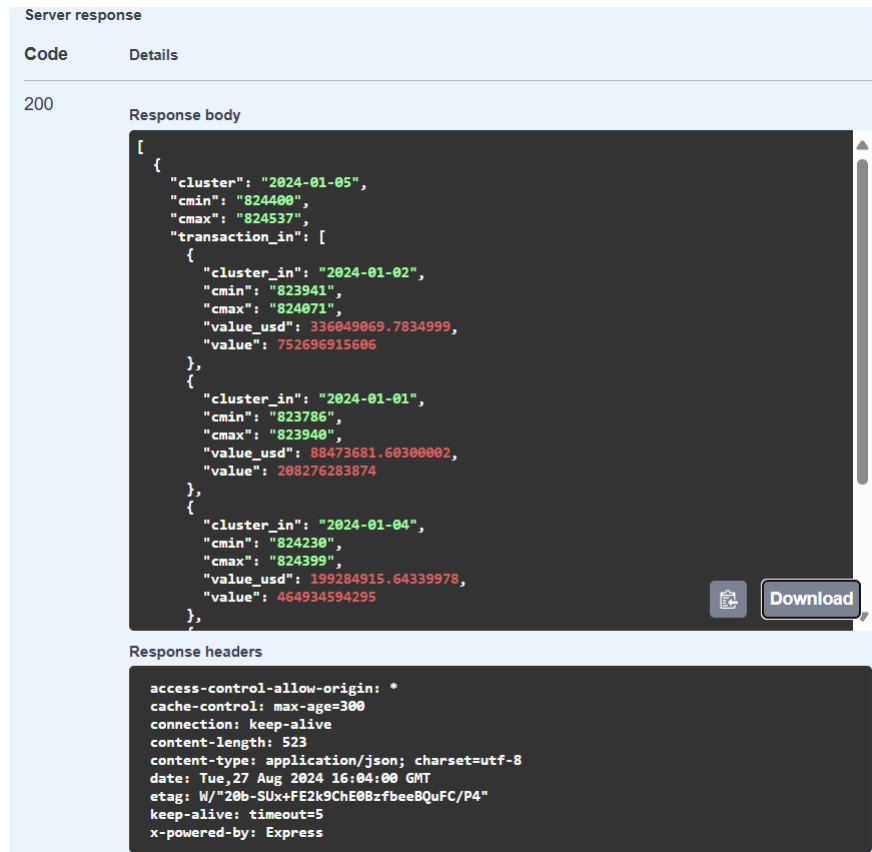 Server response
Code Details
200
Response body
[
  {
    "cluster": "2024-01-05",
    "cmin": "824400",
    "cmax": "824537",
    "transaction_in": [
      {
        "cluster_in": "2024-01-02",
        "cmin": "823941",
        "cmax": "824071",
        "value_usd": 336049069.7834999,
        "value": 752696915606
      },
      {
        "cluster_in": "2024-01-01",
        "cmin": "823786",
        "cmax": "823940",
        "value_usd": 88473681.60300002,
        "value": 208276283874
      },
      {
        "cluster_in": "2024-01-04",
        "cmin": "824230",
        "cmax": "824399",
        "value_usd": 199284915.64339978,
        "value": 464934594295
      },
Download
Response headers
access-control-allow-origin: *
cache-control: max-age=300
connection: keep-alive
content-length: 523
content-type: application/json; charset=utf-8
date: Tue,27 Aug 2024 16:04:00 GMT
etag: W/"20b-SUx+FE2k9ChE0BzfbeeBQuFC/P4"
keep-alive: timeout=5
x-powered-by: Express